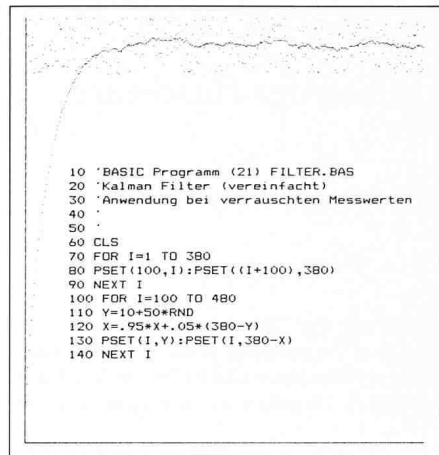 10 'BASIC Programm (21) FILTER.BAS
20 'Kalman Filter (vereinfacht)
30 'Anwendung bei verrauschten Messwerten
40 '
50 '
60 CLS
70 FOR I=1 TO 380
80 PSET(100,I):PSET((I+100),380)
90 NEXT I
100 FOR I=100 TO 480
110 Y=10+50*RND
120 X=.95*X+.05*(380-Y)
130 PSET(I,Y):PSET(I,380-X)
140 NEXT I